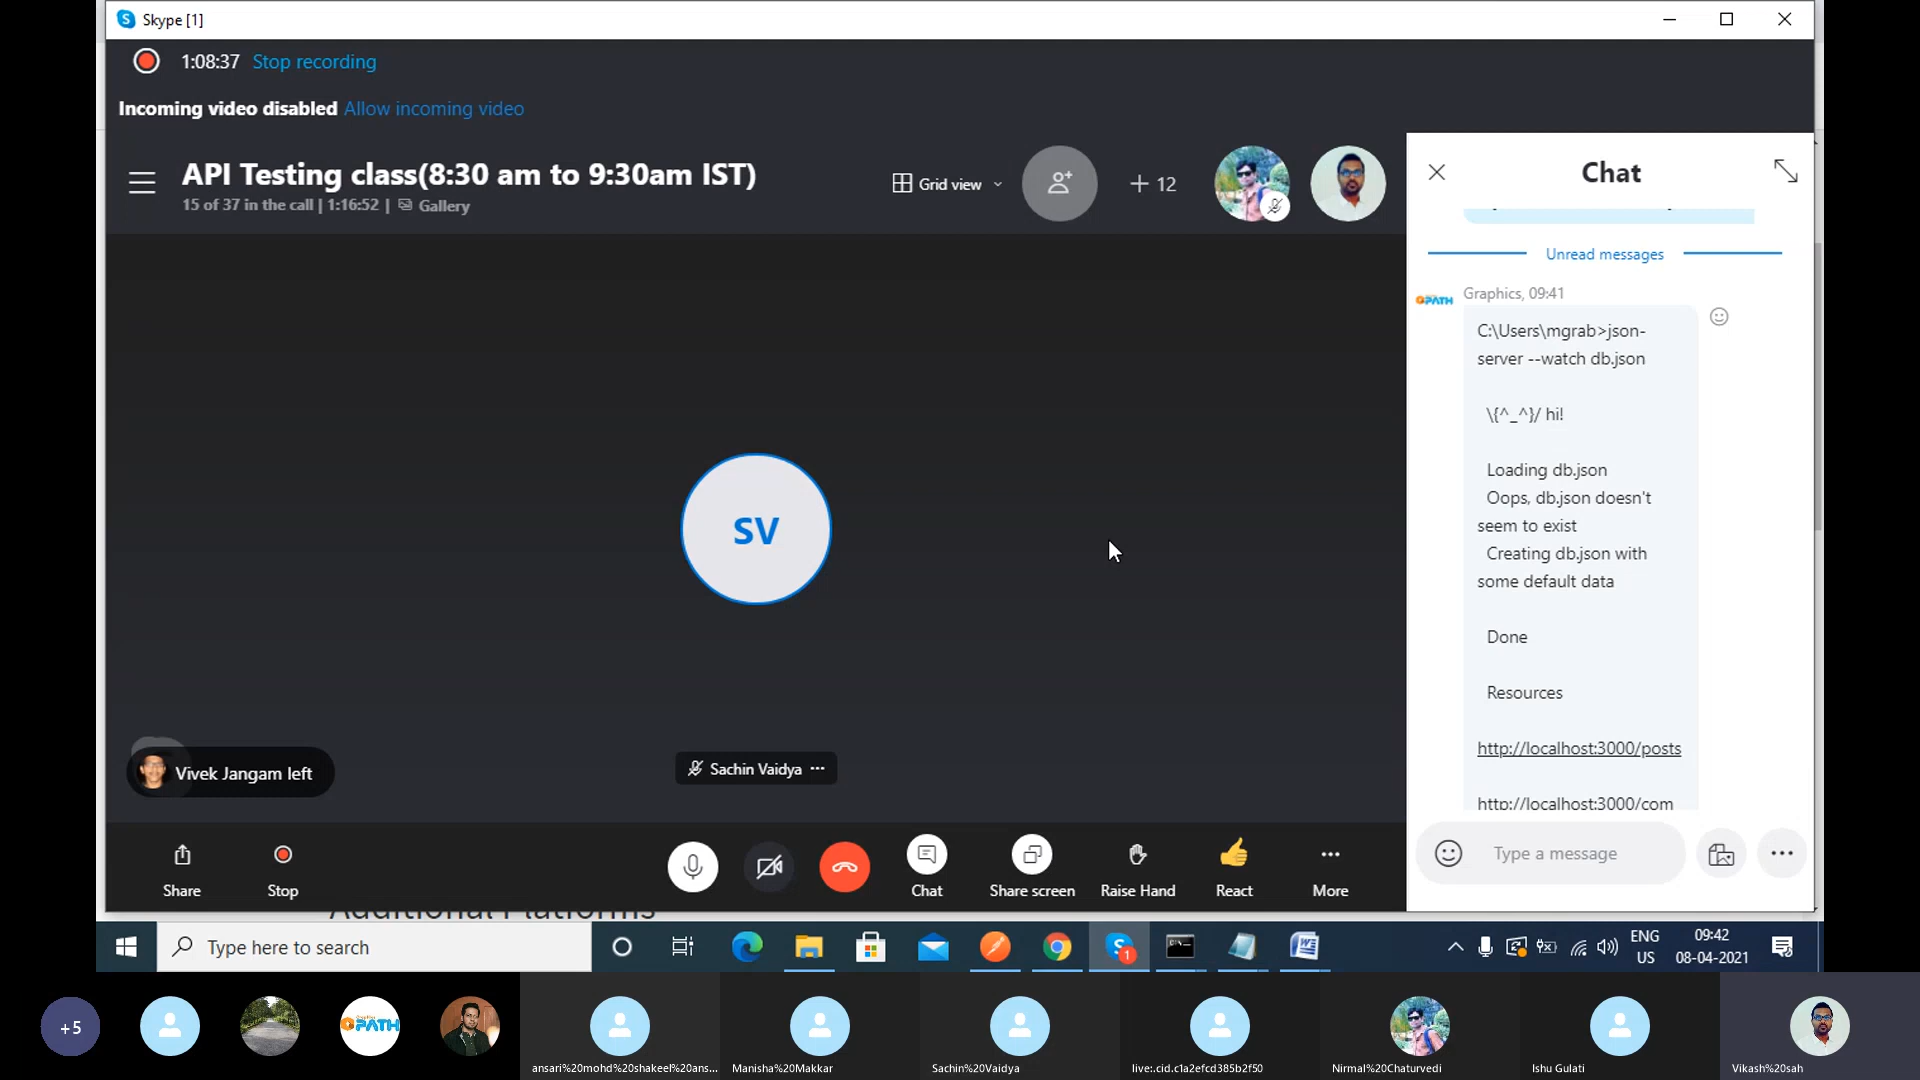 Skype [1]
1:08:37 Stop recording
Incoming video disabled Allow incoming video
API Testing class(8:30 am to 9:30am IST)
15 of 37 in the call | 1:16:52 | Gallery
Grid view
+ 12
Chat
Unread messages
PATH
Graphics, 09:41
C:\Users\mgrab>json-
server --watch db.json
\{^_^}/ hi!
Loading db.json
Oops, db.json doesn't
seem to exist
Creating db.json with
some default data
Done
Resources
http://localhost:3000/posts
http://localhost:3000/com
SV
Vivek Jangam left
Sachin Vaidya
Share
Stop
Chat
Share screen
Raise Hand
React
More
Type a message
Additional Platforms
Type here to search
1
ENG
US
09:42
08-04-2021
+5
Graphics
PATH
ansari%20mohd%20shakeel%20ans...
Manisha%20Makkar
Sachin%20Vaidya
live:.cid.c1a2efcd385b2f50
Nirmal%20Chaturvedi
Ishu Gulati
Vikash%20sah